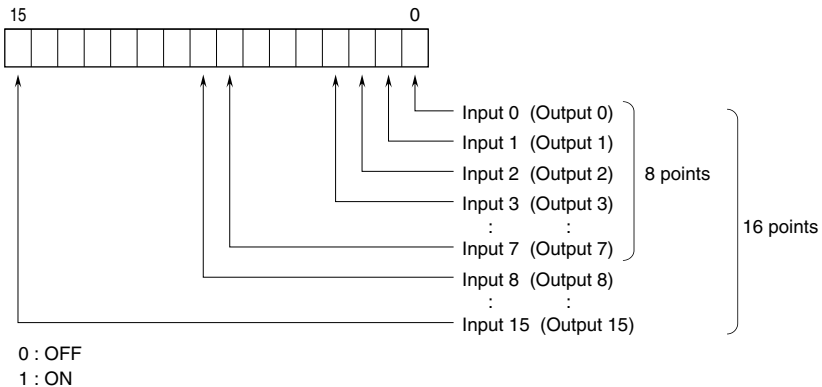 15 0
Input 0 (Output 0)
Input 1 (Output 1)
Input 2 (Output 2)
8 points
Input 3 (Output 3)
: :
16 points
Input 7 (Output 7)
Input 8 (Output 8)
: :
Input 15 (Output 15)
0 : OFF
1 : ON